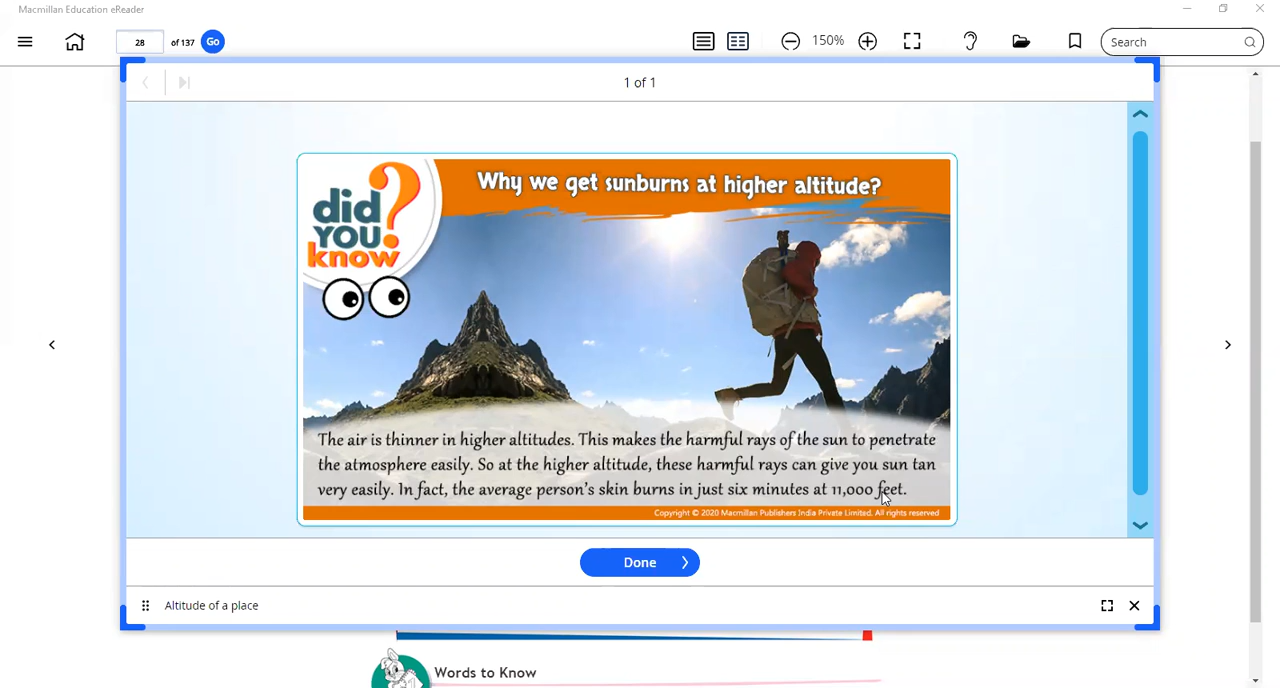 Macmillan Education eReader
28 of 137 Go 150% Search
1 of 1
did
YOU
know
?
Why we get sunburns at higher altitude?
The air is thinner in higher altitudes. This makes the harmful rays of the sun to penetrate
the atmosphere easily. So at the higher altitude, these harmful rays can give you sun tan
very easily. In fact, the average person's skin burns in just six minutes at 11,000 feet.
Copyright © 2020 Macmillan Publishers India Private Limited. All rights reserved
Done
Altitude of a place
Words to Know